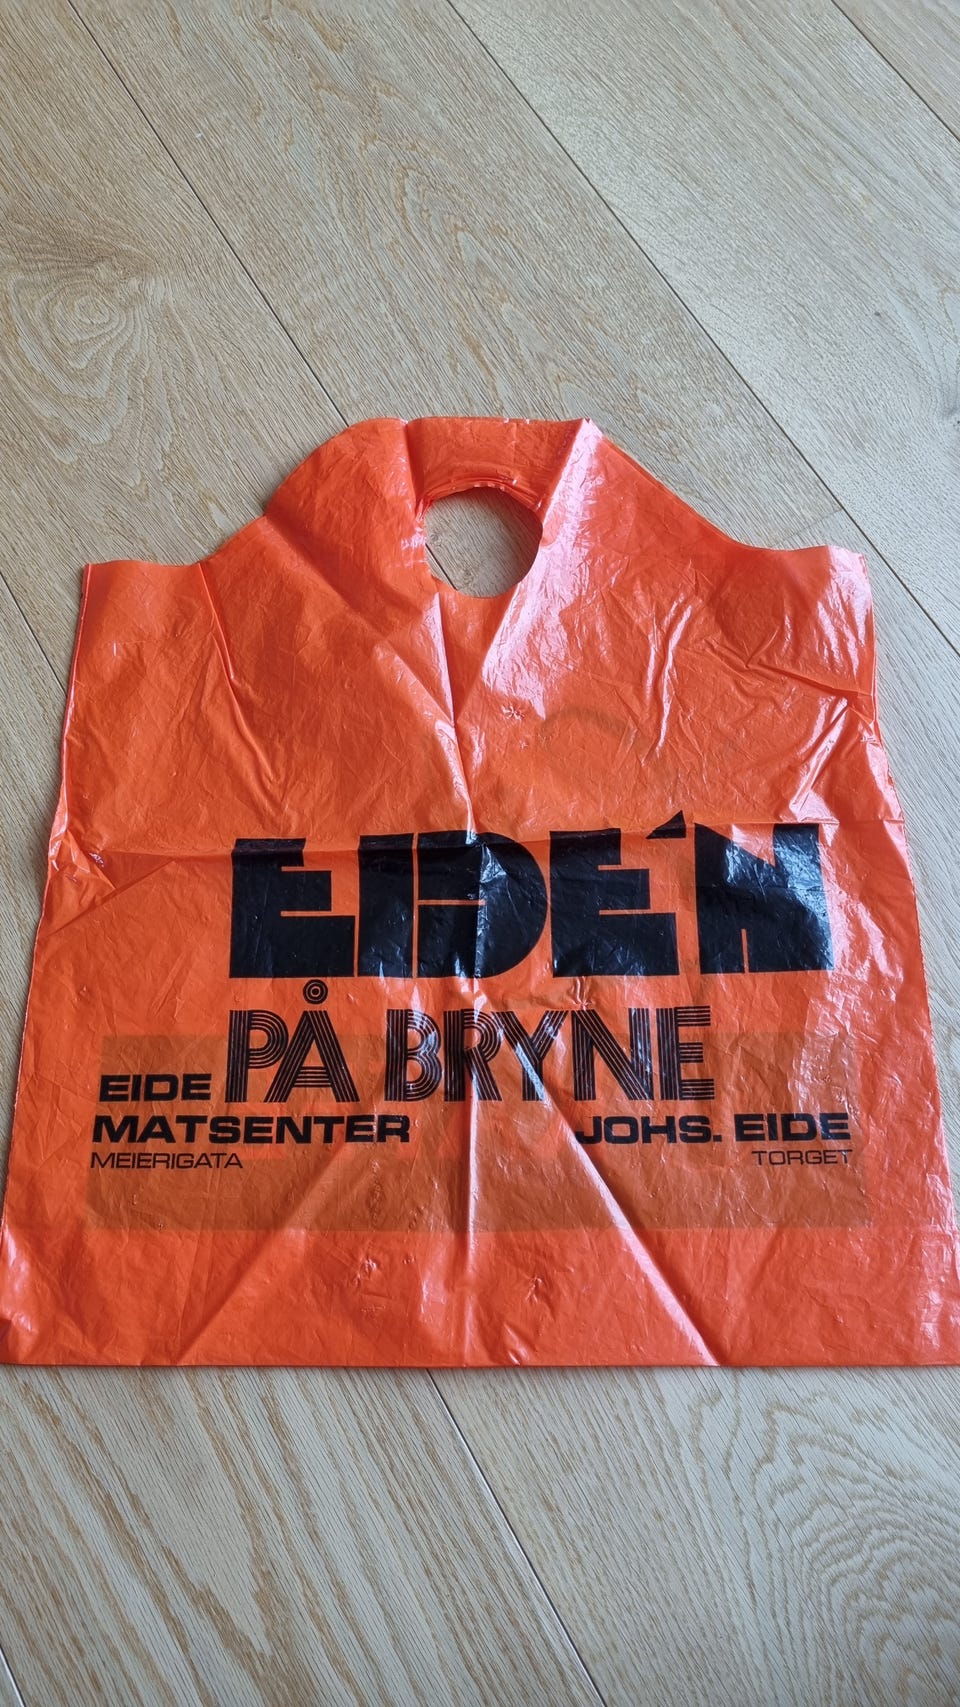 EIDE'N
PÅ BRYNE
EIDE
MATSENTER
MEIERIGATA
JOHS. EIDE
TORGET